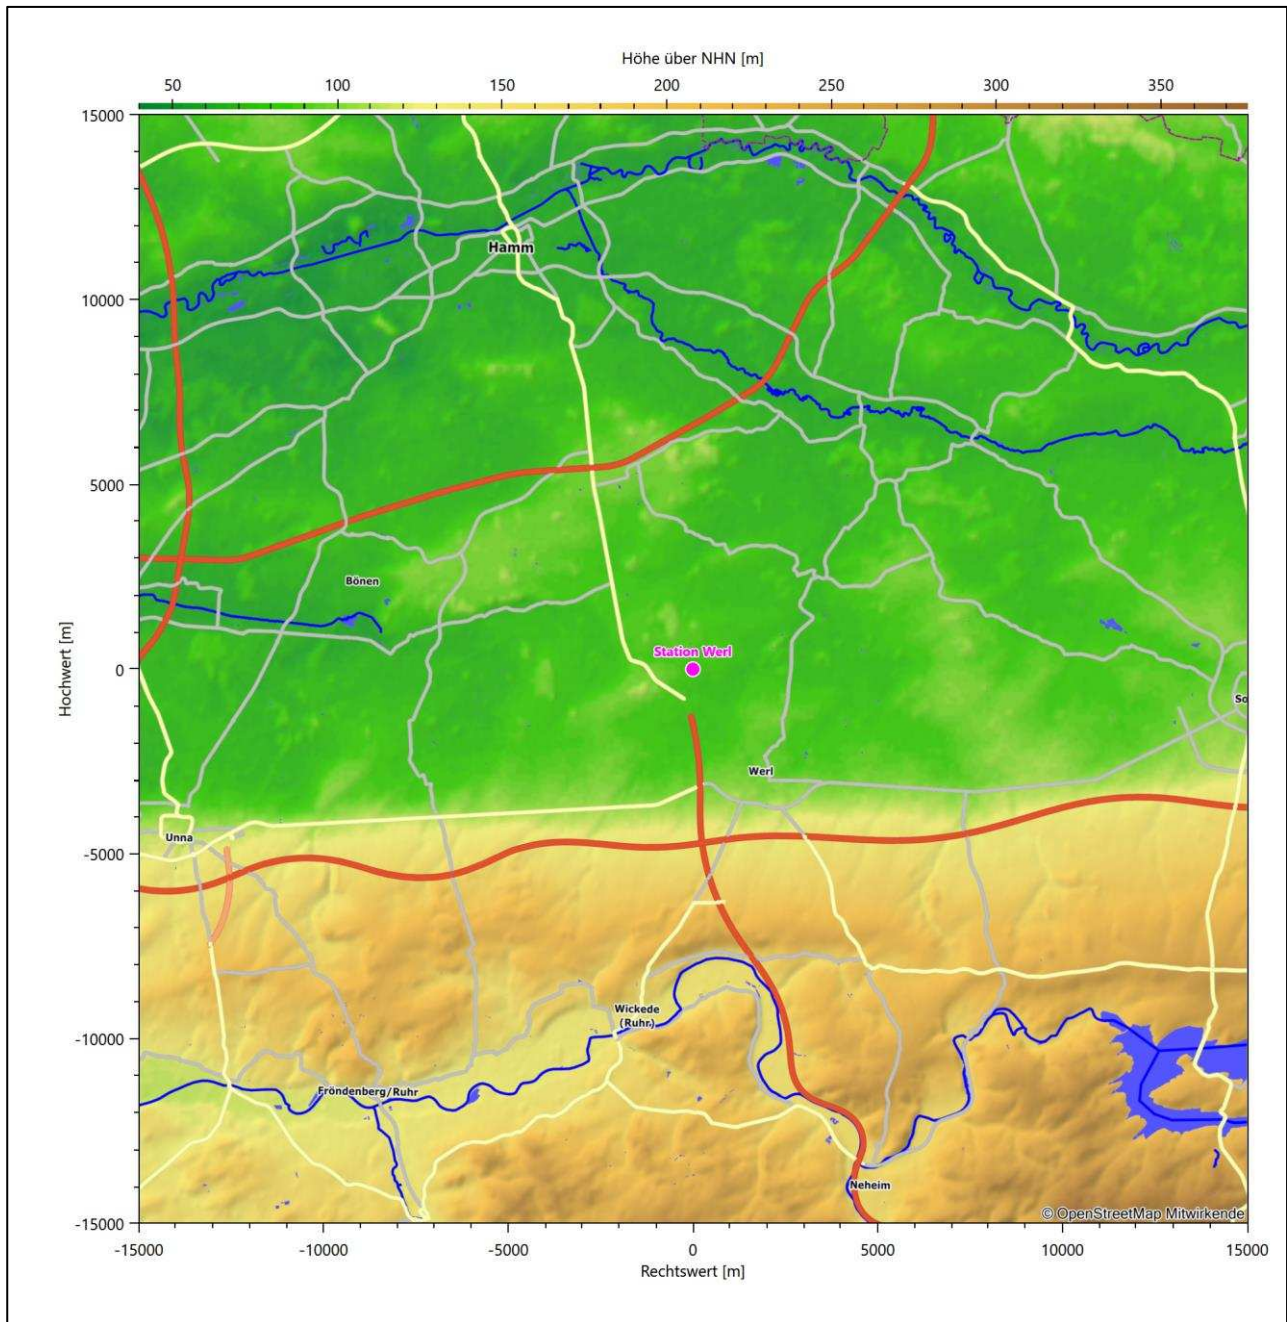 Höhe über NHN [m]
50 100 150 200 250 300 350
15000
Hamm
10000
5000
Bönen
Hochwert [m]
Station Werl
0
So
Werl
Unna
-5000
Wickede
(Ruhr)
-10000
Fröndenberg/Ruhr
Neheim
© OpenStreetMap Mitwirkende
-15000
-15000 -10000 -5000 0 5000 10000 15000
Rechtswert [m]